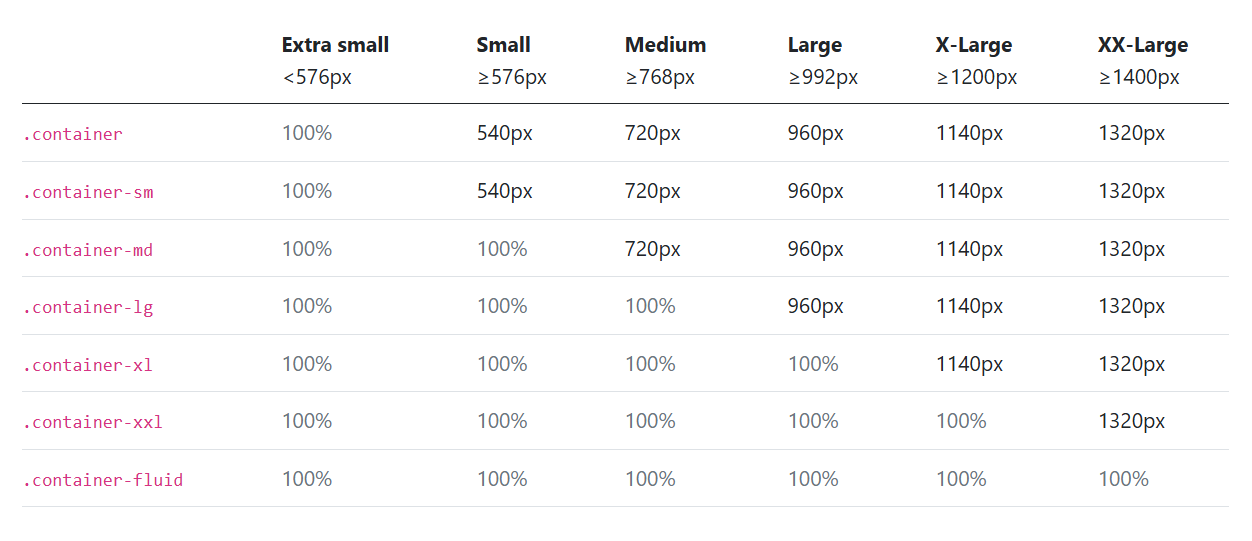 Extra small Small Medium Large X-Large XX-Large
<576px ≥576px ≥768px ≥992px ≥1200px ≥1400px
.container 100% 540px 720px 960px 1140px 1320px
.container-sm 100% 540px 720px 960px 1140px 1320px
.container-md 100% 100% 720px 960px 1140px 1320px
.container-lg 100% 100% 100% 960px 1140px 1320px
.container-xl 100% 100% 100% 100% 1140px 1320px
.container-xxl 100% 100% 100% 100% 100% 1320px
.container-fluid 100% 100% 100% 100% 100% 100%